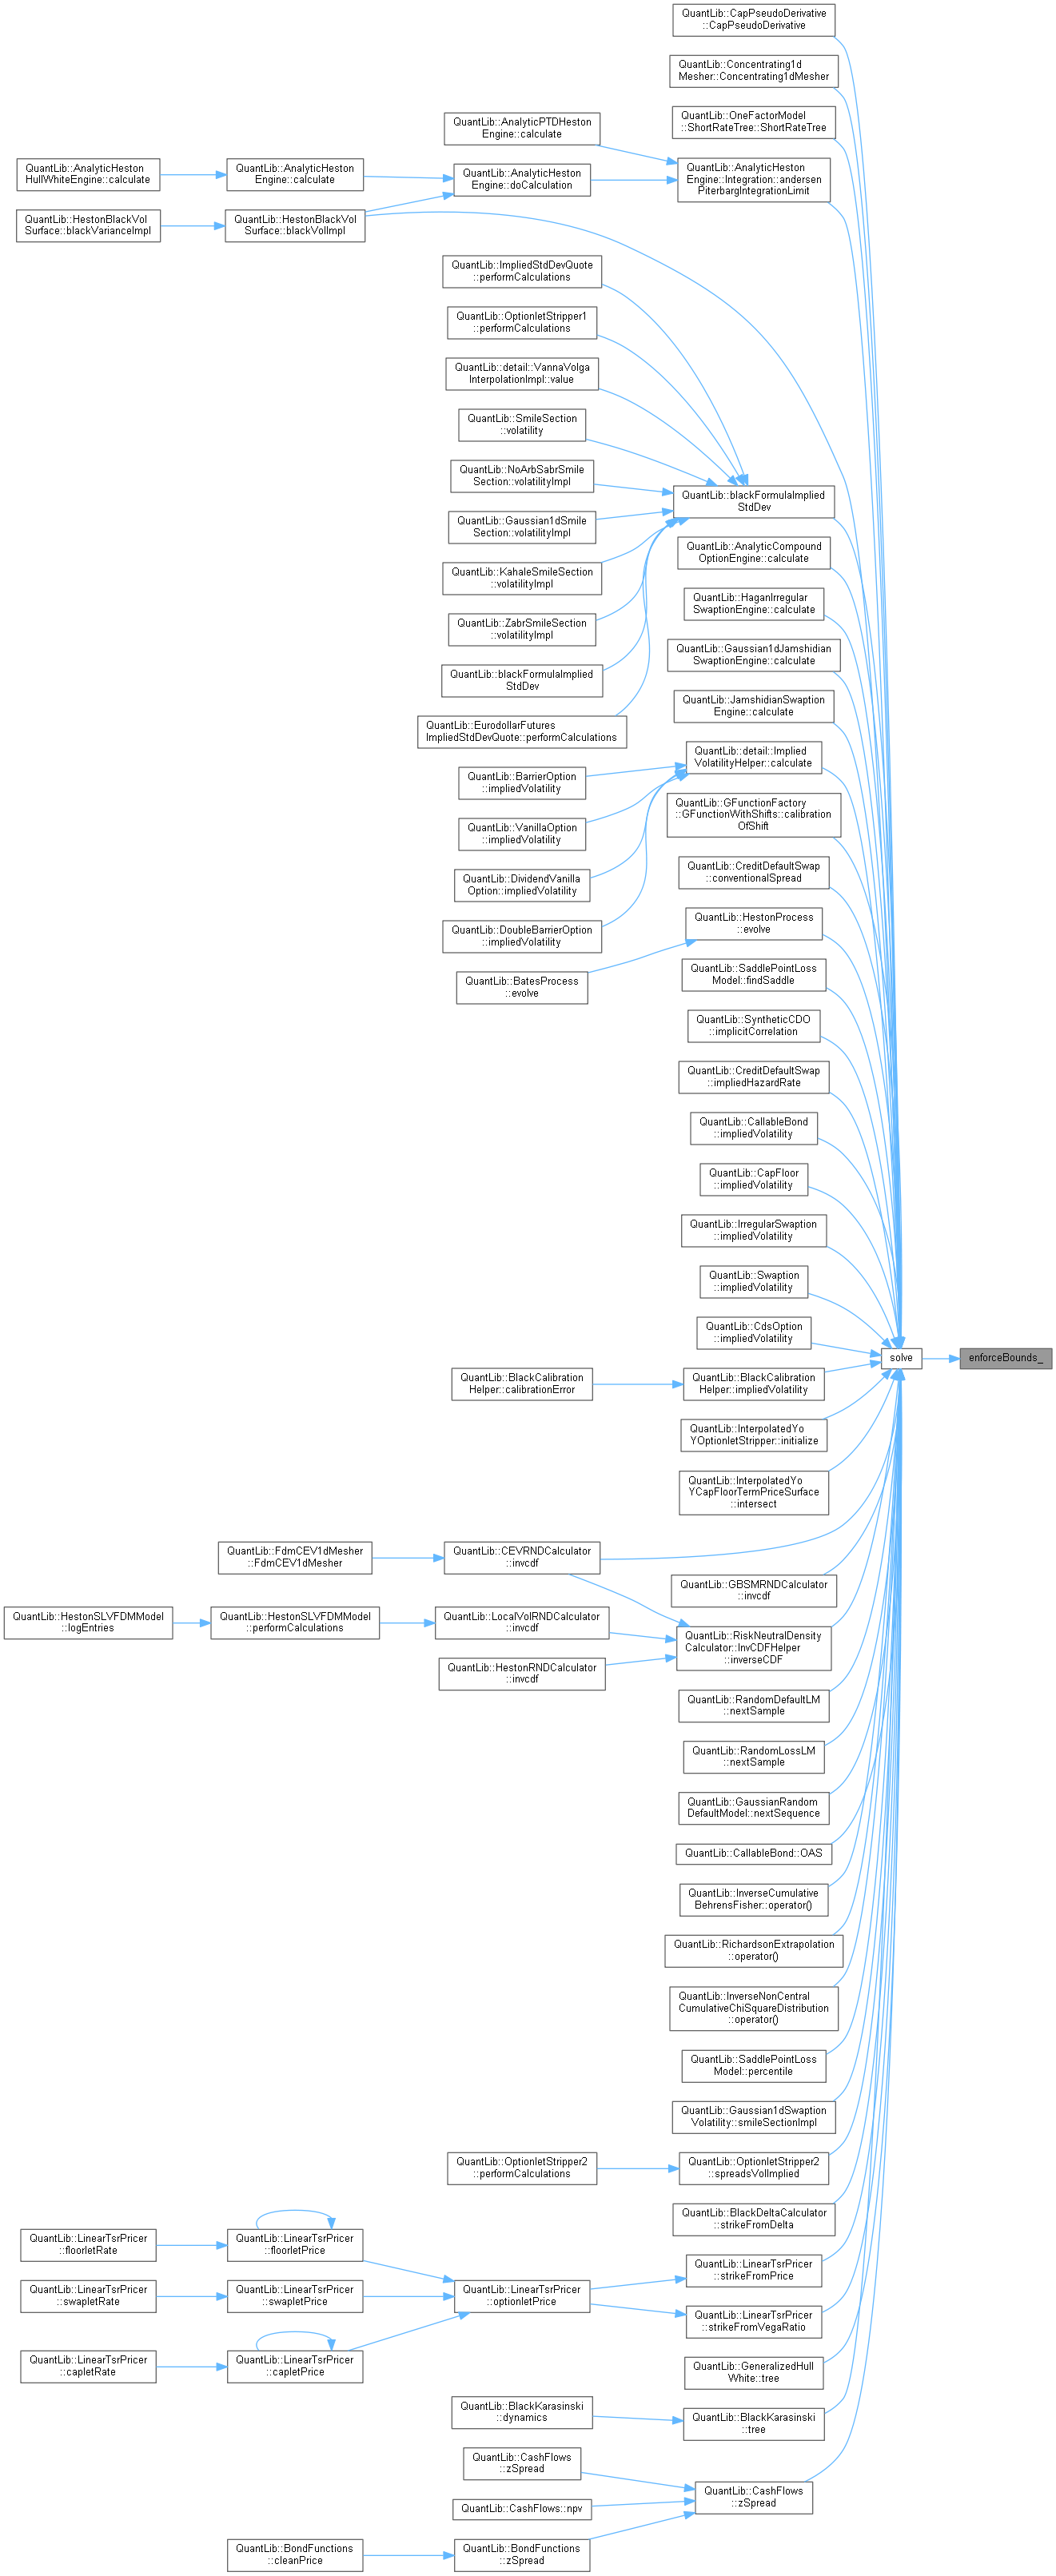 QuantLib::CapPseudoDerivative
::CapPseudoDerivative
QuantLib::Concentrating1d
Mesher::Concentrating1dMesher
QuantLib::OneFactorModel
::ShortRateTree::ShortRateTree
QuantLib::AnalyticPTDHeston
Engine::calculate
QuantLib::AnalyticHeston
HullWhiteEngine::calculate
QuantLib::AnalyticHeston
Engine::calculate
QuantLib::AnalyticHeston
Engine::doCalculation
QuantLib::AnalyticHeston
Engine::Integration::andersen
PiterbargIntegrationLimit
QuantLib::HestonBlackVol
Surface::blackVarianceImpl
QuantLib::HestonBlackVol
Surface::blackVolImpl
QuantLib::ImpliedStdDevQuote
::performCalculations
QuantLib::OptionletStripper1
::performCalculations
QuantLib::detail::VannaVolga
InterpolationImpl::value
QuantLib::SmileSection
::volatility
QuantLib::NoArbSabrSmile
Section::volatilityImpl
QuantLib::blackFormulaImplied
StdDev
QuantLib::Gaussian1dSmile
Section::volatilityImpl
QuantLib::AnalyticCompound
OptionEngine::calculate
QuantLib::KahaleSmileSection
::volatilityImpl
QuantLib::HaganIrregular
SwaptionEngine::calculate
QuantLib::ZabrSmileSection
::volatilityImpl
QuantLib::Gaussian1dJamshidian
SwaptionEngine::calculate
QuantLib::blackFormulaImplied
StdDev
QuantLib::JamshidianSwaption
Engine::calculate
QuantLib::EurodollarFutures
ImpliedStdDevQuote::performCalculations
QuantLib::detail::Implied
VolatilityHelper::calculate
QuantLib::BarrierOption
::impliedVolatility
QuantLib::GFunctionFactory
::GFunctionWithShifts::calibration
OfShift
QuantLib::VanillaOption
::impliedVolatility
QuantLib::CreditDefaultSwap
::conventionalSpread
QuantLib::DividendVanilla
Option::impliedVolatility
QuantLib::HestonProcess
::evolve
QuantLib::DoubleBarrierOption
::impliedVolatility
QuantLib::SaddlePointLoss
Model::findSaddle
QuantLib::BatesProcess
::evolve
QuantLib::SyntheticCDO
::implicitCorrelation
QuantLib::CreditDefaultSwap
::impliedHazardRate
QuantLib::CallableBond
::impliedVolatility
QuantLib::CapFloor
::impliedVolatility
QuantLib::IrregularSwaption
::impliedVolatility
QuantLib::Swaption
::impliedVolatility
QuantLib::CdsOption
::impliedVolatility
solve
enforceBounds_
QuantLib::BlackCalibration
Helper::calibrationError
QuantLib::BlackCalibration
Helper::impliedVolatility
QuantLib::InterpolatedYo
YOptionletStripper::initialize
QuantLib::InterpolatedYo
YCapFloorTermPriceSurface
::intersect
QuantLib::FdmCEV1dMesher
::FdmCEV1dMesher
QuantLib::CEVRNDCalculator
::invcdf
QuantLib::GBSMRNDCalculator
::invcdf
QuantLib::HestonSLVFDMModel
::logEntries
QuantLib::HestonSLVFDMModel
::performCalculations
QuantLib::LocalVolRNDCalculator
::invcdf
QuantLib::RiskNeutralDensity
Calculator::InvCDFHelper
::inverseCDF
QuantLib::HestonRNDCalculator
::invcdf
QuantLib::RandomDefaultLM
::nextSample
QuantLib::RandomLossLM
::nextSample
QuantLib::GaussianRandom
DefaultModel::nextSequence
QuantLib::CallableBond::OAS
QuantLib::InverseCumulative
BehrensFisher::operator()
QuantLib::RichardsonExtrapolation
::operator()
QuantLib::InverseNonCentral
CumulativeChiSquareDistribution
::operator()
QuantLib::SaddlePointLoss
Model::percentile
QuantLib::Gaussian1dSwaption
Volatility::smileSectionImpl
QuantLib::OptionletStripper2
::performCalculations
QuantLib::OptionletStripper2
::spreadsVolImplied
QuantLib::BlackDeltaCalculator
::strikeFromDelta
QuantLib::LinearTsrPricer
::floorletRate
QuantLib::LinearTsrPricer
::floorletPrice
QuantLib::LinearTsrPricer
::strikeFromPrice
QuantLib::LinearTsrPricer
::swapletRate
QuantLib::LinearTsrPricer
::swapletPrice
QuantLib::LinearTsrPricer
::optionletPrice
QuantLib::LinearTsrPricer
::strikeFromVegaRatio
QuantLib::LinearTsrPricer
::capletRate
QuantLib::LinearTsrPricer
::capletPrice
QuantLib::GeneralizedHull
White::tree
QuantLib::BlackKarasinski
::dynamics
QuantLib::BlackKarasinski
::tree
QuantLib::CashFlows
::zSpread
QuantLib::CashFlows
::zSpread
QuantLib::CashFlows::npv
QuantLib::BondFunctions
::cleanPrice
QuantLib::BondFunctions
::zSpread